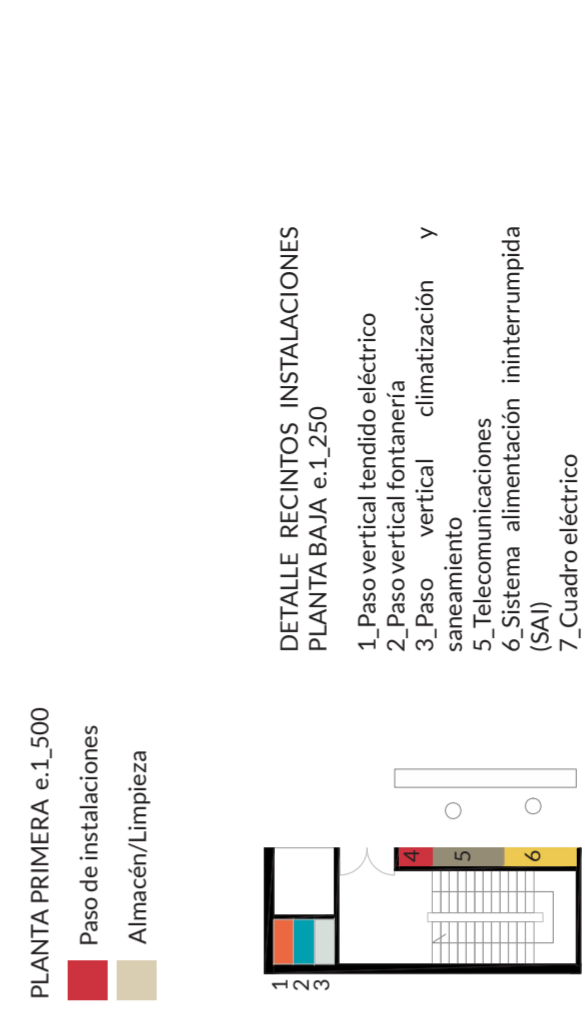 PLANTA PRIMERA e.1_500
Paso de instalaciones
Almacén/Limpieza
DETALLE RECINTOS INSTALACIONES
PLANTA BAJA e.1_250
1_Paso vertical tendido eléctrico
2_Paso vertical fontanería
3_Paso vertical climatización y
saneamiento
5_Telecomunicaciones
6_Sistema alimentación ininterrumpida
(SAI)
7_Cuadro eléctrico
1
2
3
4
5
6